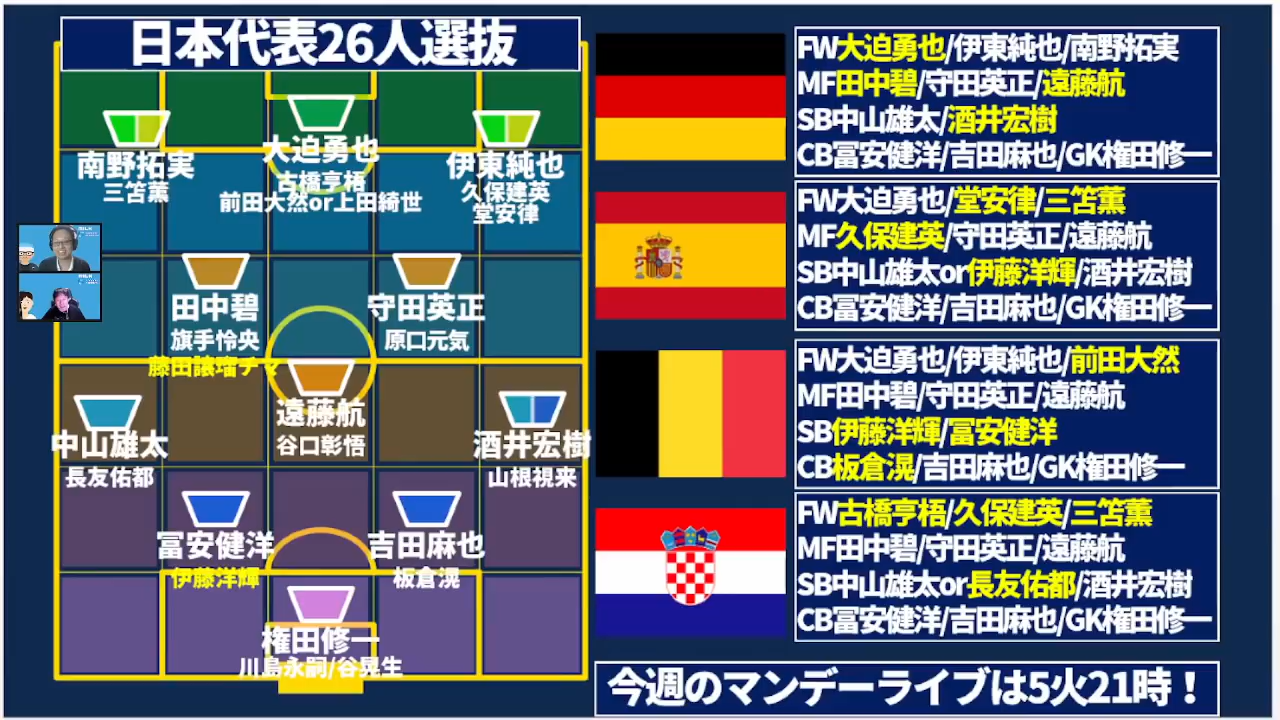 日本代表26人選抜
南野拓実
三笘薫
大迫勇也
古橋亨梧
前田大然or上田綺世
伊東純也
久保建英
堂安律
田中碧
旗手怜央
藤田譲瑠チマ
守田英正
原口元気
遠藤航
谷口彰悟
中山雄太
長友佑都
酒井宏樹
山根視来
冨安健洋
伊藤洋輝
吉田麻也
板倉滉
権田修一
川島永嗣/谷晃生
FW大迫勇也/伊東純也/南野拓実
MF田中碧/守田英正/遠藤航
SB中山雄太/酒井宏樹
CB冨安健洋/吉田麻也/GK権田修一
FW大迫勇也/堂安律/三笘薫
MF久保建英/守田英正/遠藤航
SB中山雄太or伊藤洋輝/酒井宏樹
CB冨安健洋/吉田麻也/GK権田修一
FW大迫勇也/伊東純也/前田大然
MF田中碧/守田英正/遠藤航
SB伊藤洋輝/冨安健洋
CB板倉滉/吉田麻也/GK権田修一
FW古橋亨梧/久保建英/三笘薫
MF田中碧/守田英正/遠藤航
SB中山雄太or長友佑都/酒井宏樹
CB冨安健洋/吉田麻也/GK権田修一
今週のマンデーライブは5火21時！